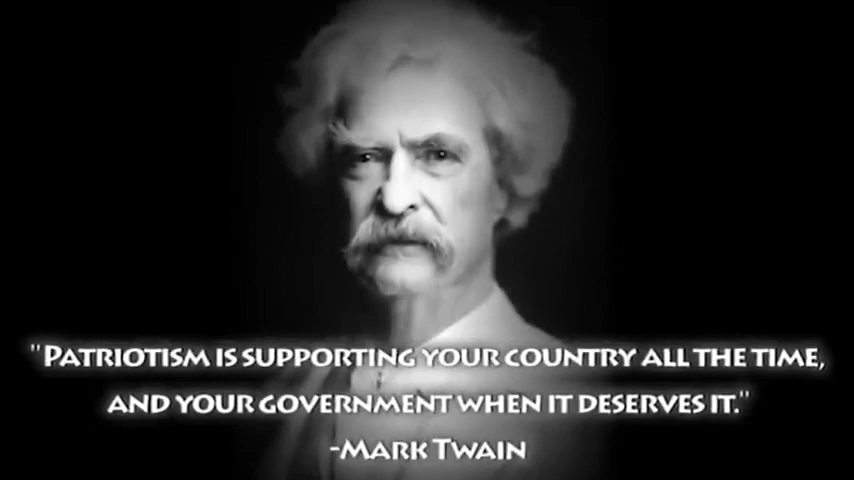 "Patriotism is supporting your country all the time,
and your government when it deserves it."
-Mark Twain